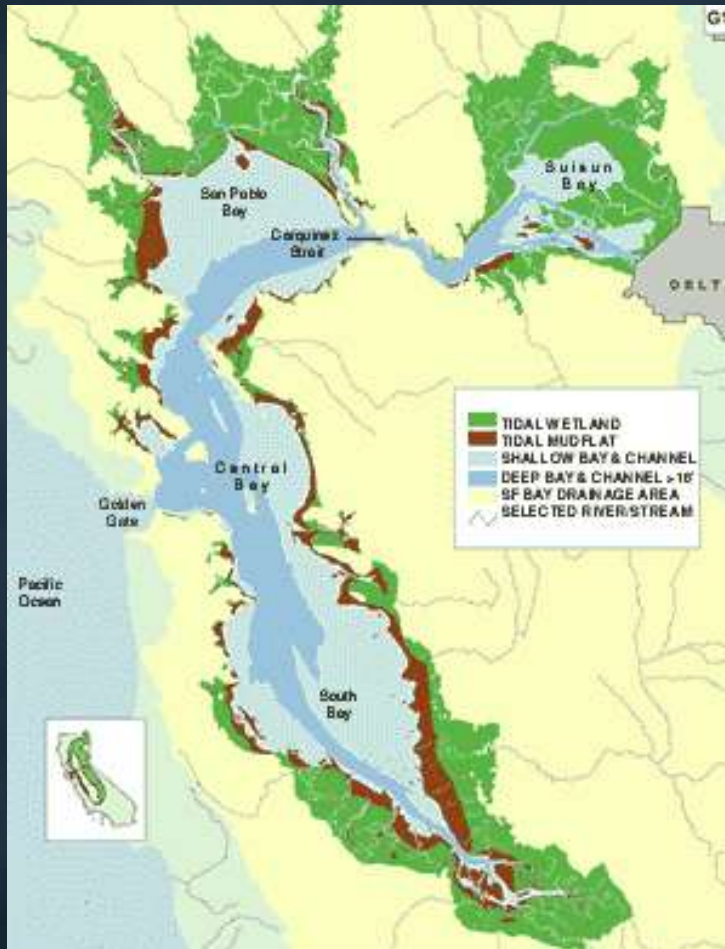 San Pablo
Bay
Suisun
Bay
Carquinez
Strait
DELT
TIDAL WETLAND
TIDAL MUDFLAT
SHALLOW BAY & CHANNEL
DEEP BAY & CHANNEL >18'
SF BAY DRAINAGE AREA
SELECTED RIVER/STREAM
Central
Bay
Golden
Gate
Pacific
Ocean
South
Bay